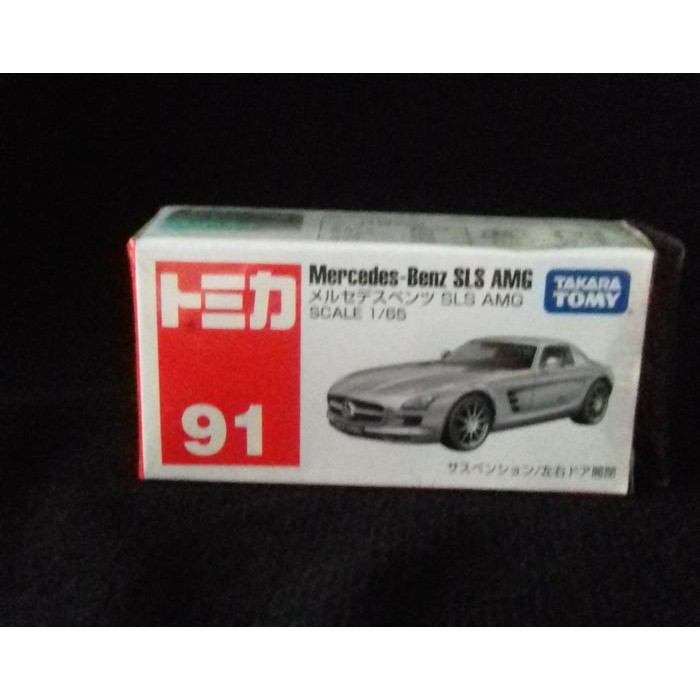 トミカ
91
Mercedes-Benz SLS AMG
メルセデスベンツ SLS AMG
SCALE 1/65
TAKARA
TOMY
サスペンション/左右ドア開閉